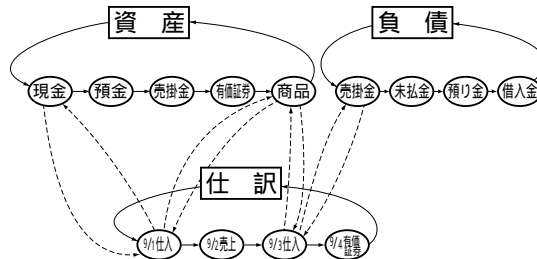 資 産
負 債
現金
預金
売掛金
有価証券
商品
売掛金
未払金
預り金
借入金
仕 訳
9/1仕入
9/2売上
9/3仕入
9/4有価
証券